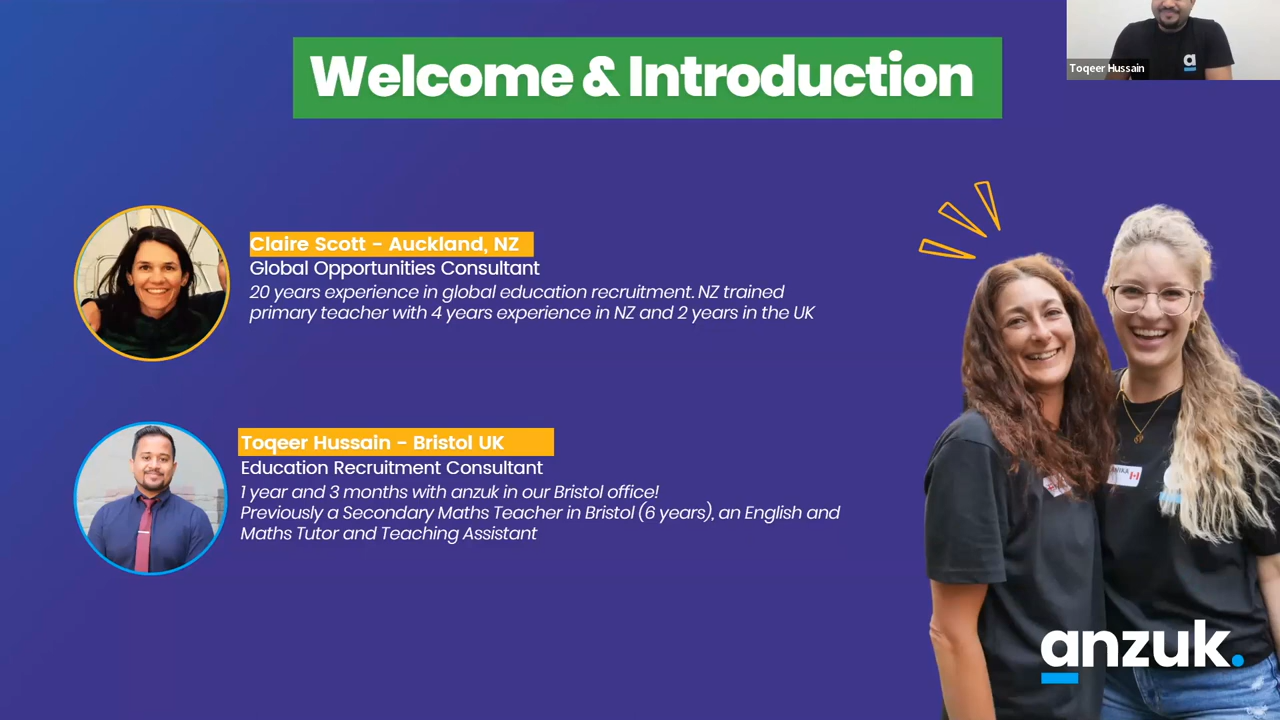 Welcome & Introduction
Toqeer Hussain
a
Claire Scott - Auckland, NZ
Global Opportunities Consultant
20 years experience in global education recruitment. NZ trained
primary teacher with 4 years experience in NZ and 2 years in the UK
Toqeer Hussain - Bristol UK
Education Recruitment Consultant
1 year and 3 months with anzuk in our Bristol office!
Previously a Secondary Maths Teacher in Bristol (6 years), an English and
Maths Tutor and Teaching Assistant
anzuk.